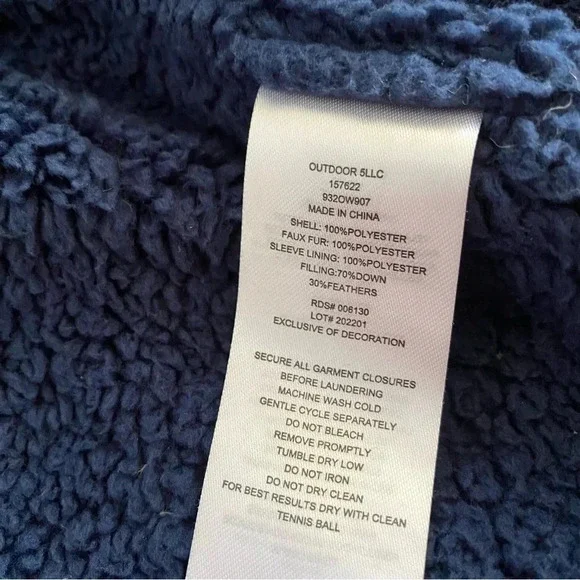 OUTDOOR 5LLC
157622
932OW907
MADE IN CHINA
SHELL: 100%POLYESTER
FAUX FUR: 100%POLYESTER
SLEEVE LINING: 100%POLYESTER
FILLING:70%DOWN
30%FEATHERS
RDS# 006130
LOT# 202201
EXCLUSIVE OF DECORATION
SECURE ALL GARMENT CLOSURES
BEFORE LAUNDERING
MACHINE WASH COLD
GENTLE CYCLE SEPARATELY
DO NOT BLEACH
REMOVE PROMPTLY
TUMBLE DRY LOW
DO NOT IRON
DO NOT DRY CLEAN
FOR BEST RESULTS DRY WITH CLEAN
TENNIS BALL